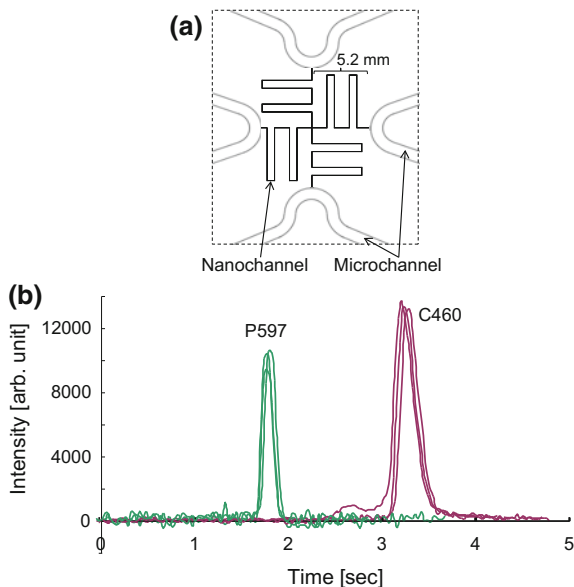 (a)
5.2 mm
Nanochannel
Microchannel
(b)
12000
8000
4000
0
Intensity [arb. unit]
P597
C460
0 1 2 3 4 5
Time [sec]